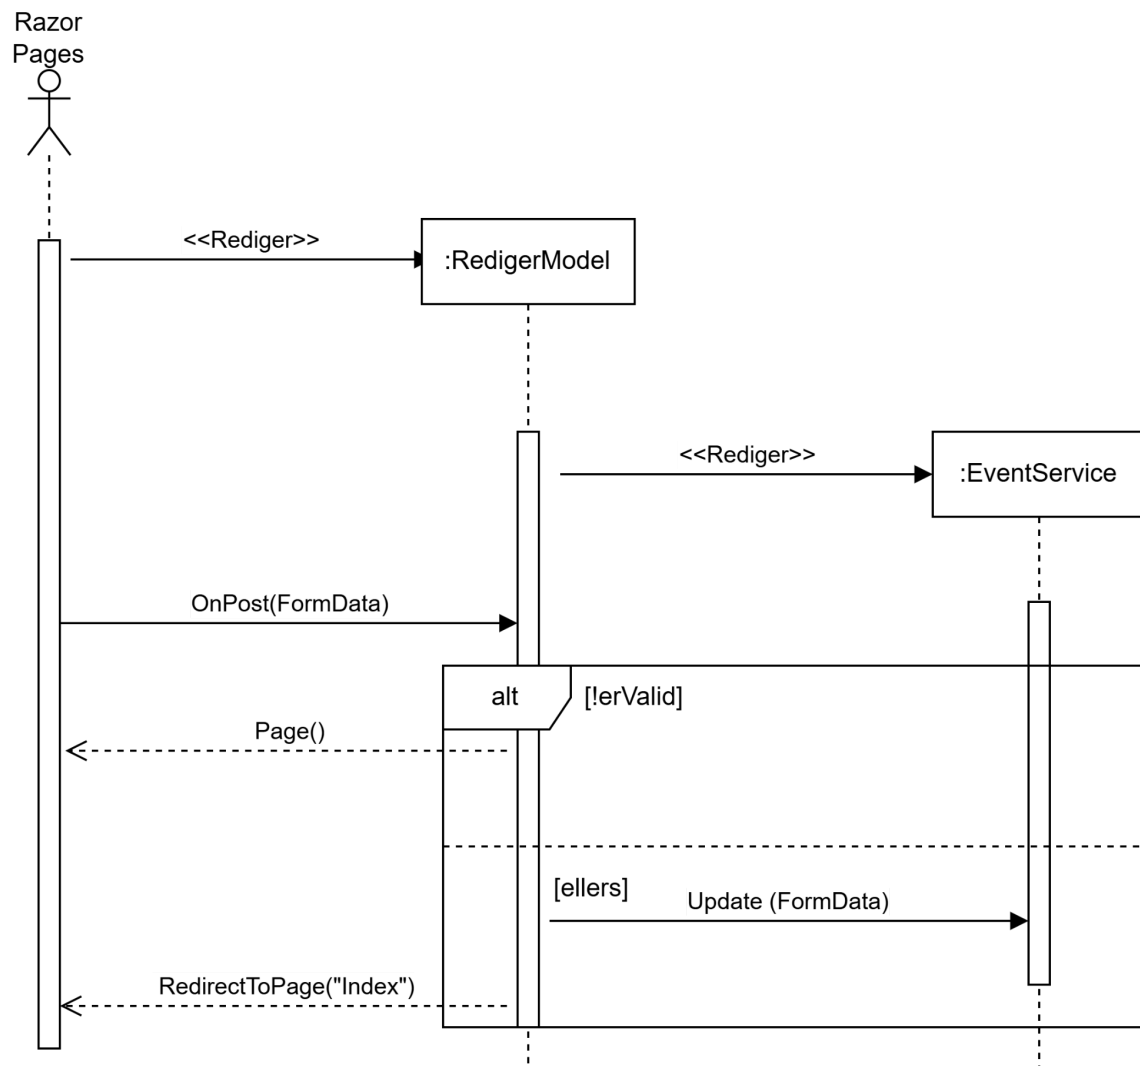 Razor
Pages
<<Rediger>>
:RedigerModel
<<Rediger>>
:EventService
OnPost(FormData)
alt
[!erValid]
Page()
[ellers]
Update (FormData)
RedirectToPage("Index")